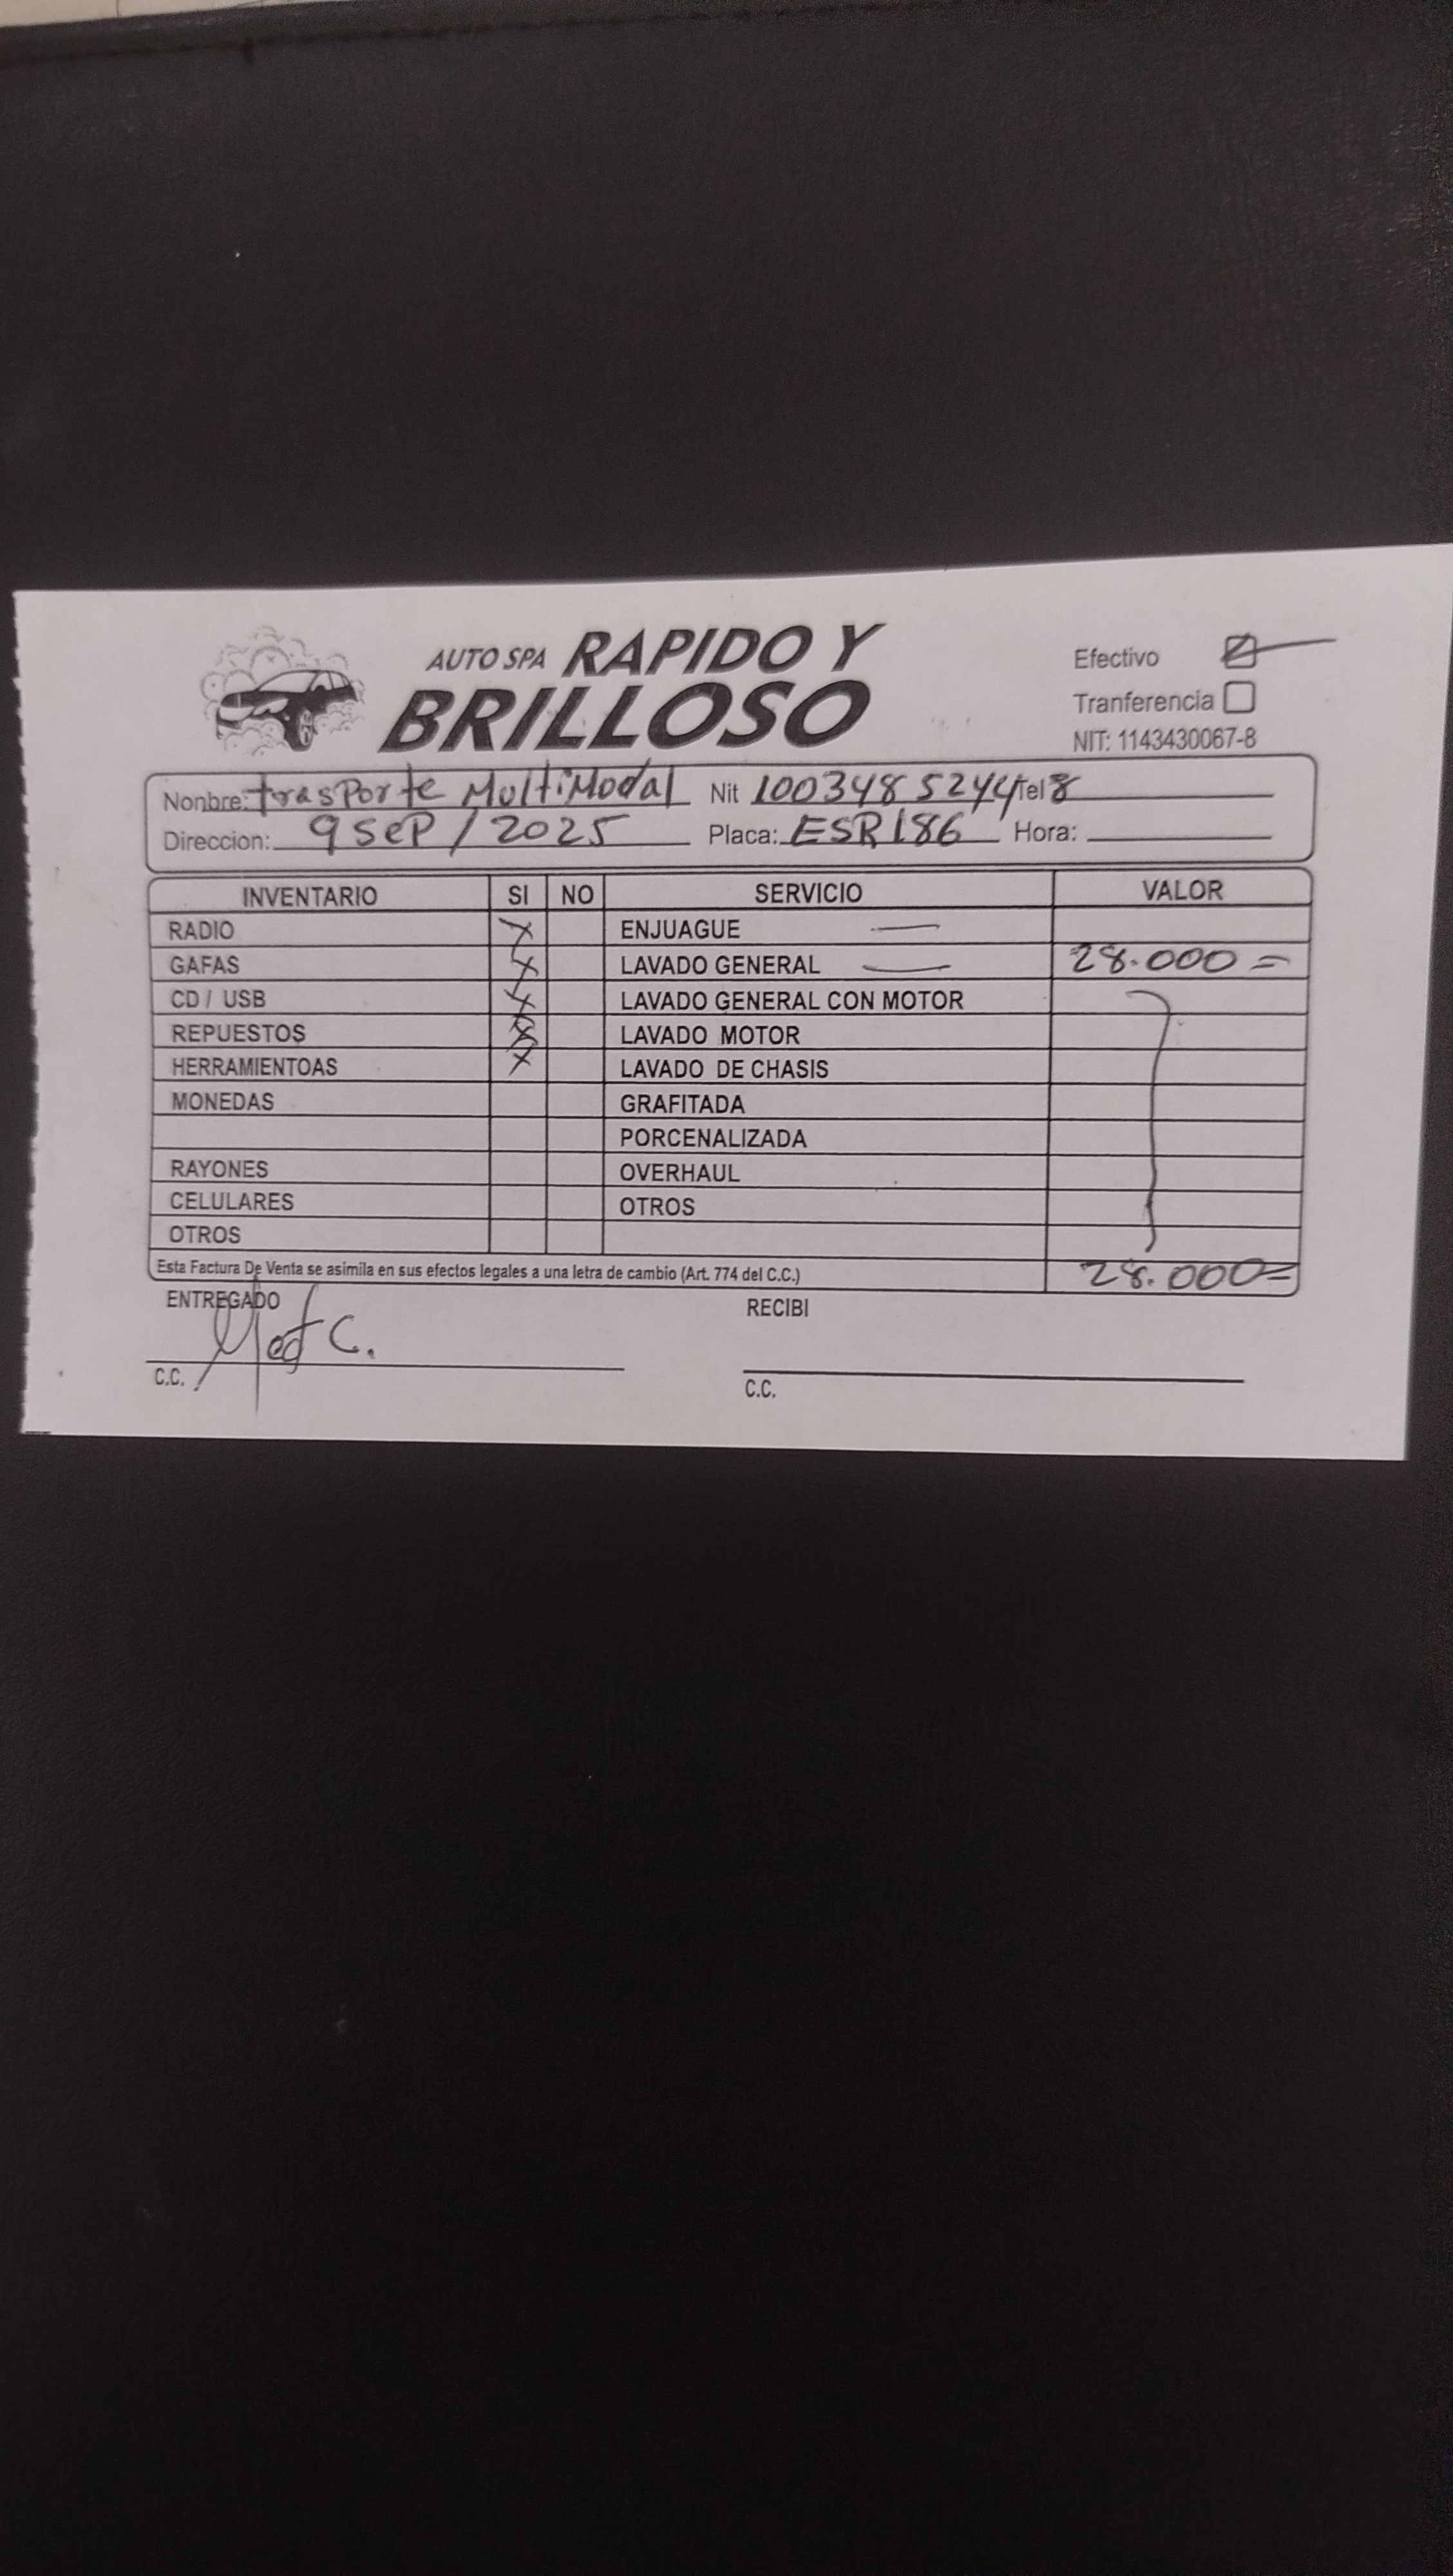 AUTO SPA RAPIDO Y
BRILLOSO
Efectivo
Tranferencia
NIT: 1143430067-8
Nonbre: trasporte MultiModal Nit 1003485244 Tel 8
Direccion: 9 SeP / 2025 Placa: ESR186 Hora:
INVENTARIO SI NO SERVICIO VALOR
RADIO X ENJUAGUE —
GAFAS X LAVADO GENERAL — 28.000=
CD / USB X LAVADO GENERAL CON MOTOR
REPUESTOS X LAVADO MOTOR
HERRAMIENTOAS X LAVADO DE CHASIS
MONEDAS GRAFITADA
PORCENALIZADA
RAYONES OVERHAUL
CELULARES OTROS
OTROS
Esta Factura De Venta se asimila en sus efectos legales a una letra de cambio (Art. 774 del C.C.) 28.000=
ENTREGADO RECIBI
C.C. C.C.